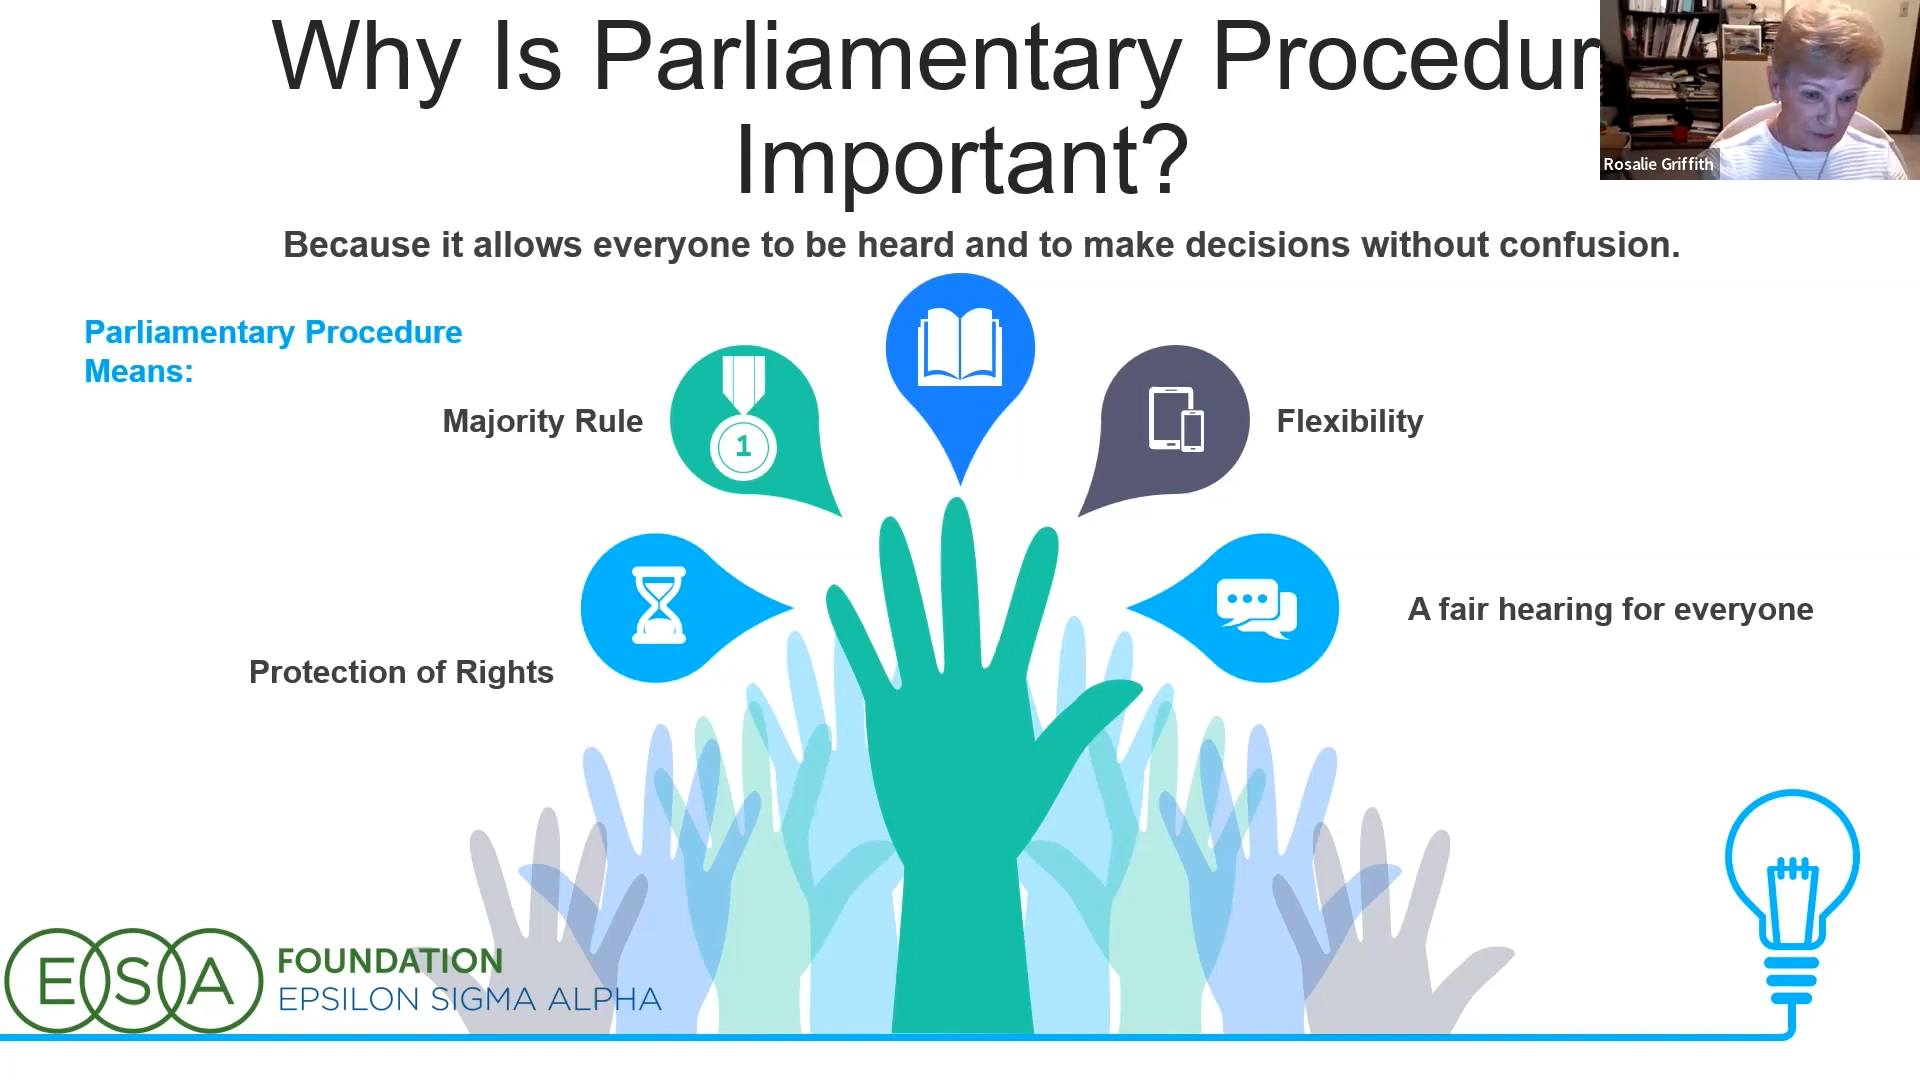 Why Is Parliamentary Procedur
Important?
Rosalie Griffith
Because it allows everyone to be heard and to make decisions without confusion.
Parliamentary Procedure
Means:
Majority Rule
1
Flexibility
A fair hearing for everyone
Protection of Rights
ESA
FOUNDATION
EPSILON SIGMA ALPHA